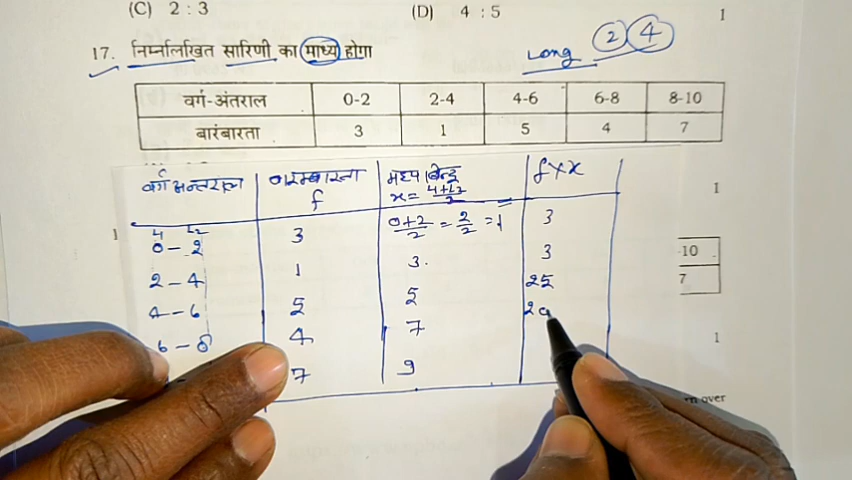 (C) 2 : 3 (D) 4 : 5
1
17. निम्नलिखित सारिणी का माध्य होगा Long 2 4
वर्ग-अंतराल 0-2 2-4 4-6 6-8 8-10
बारंबारता 3 1 5 4 7
वर्ग अन्तराल बारम्बारता f मध्य बिन्दु f×x
1
0-2 3 0+2/2 = 2/2 = 1 3
1
2-4 1 3 3
-10
4-6 5 5 25
7
6-8 4 7
1
7 9
over